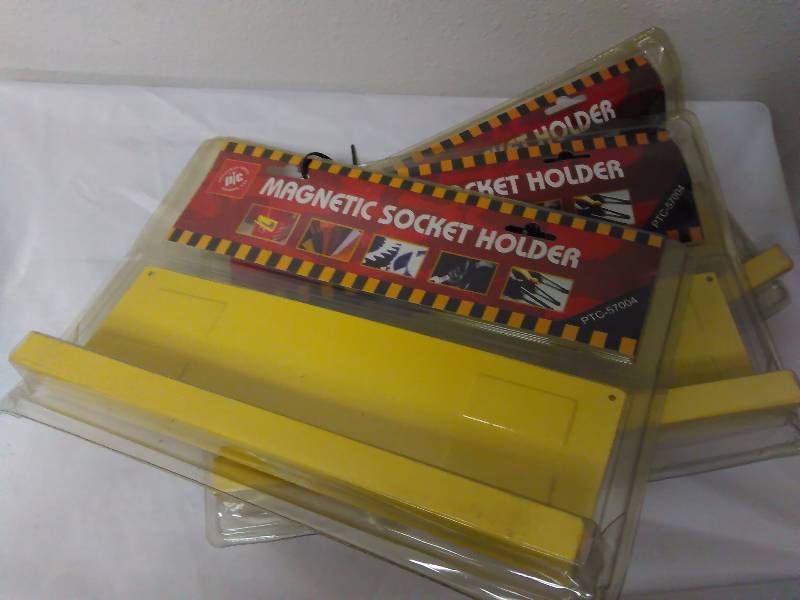 HOLDER
SOCKET HOLDER
PTC-57004
PTC
MAGNETIC SOCKET HOLDER
PTC-57004